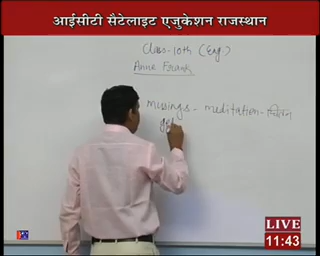 आईसीटी सैटेलाइट एजुकेशन राजस्थान
Class-10th (Eng)
Anne Frank
musings - meditation - चिंतन
LIVE
11:43